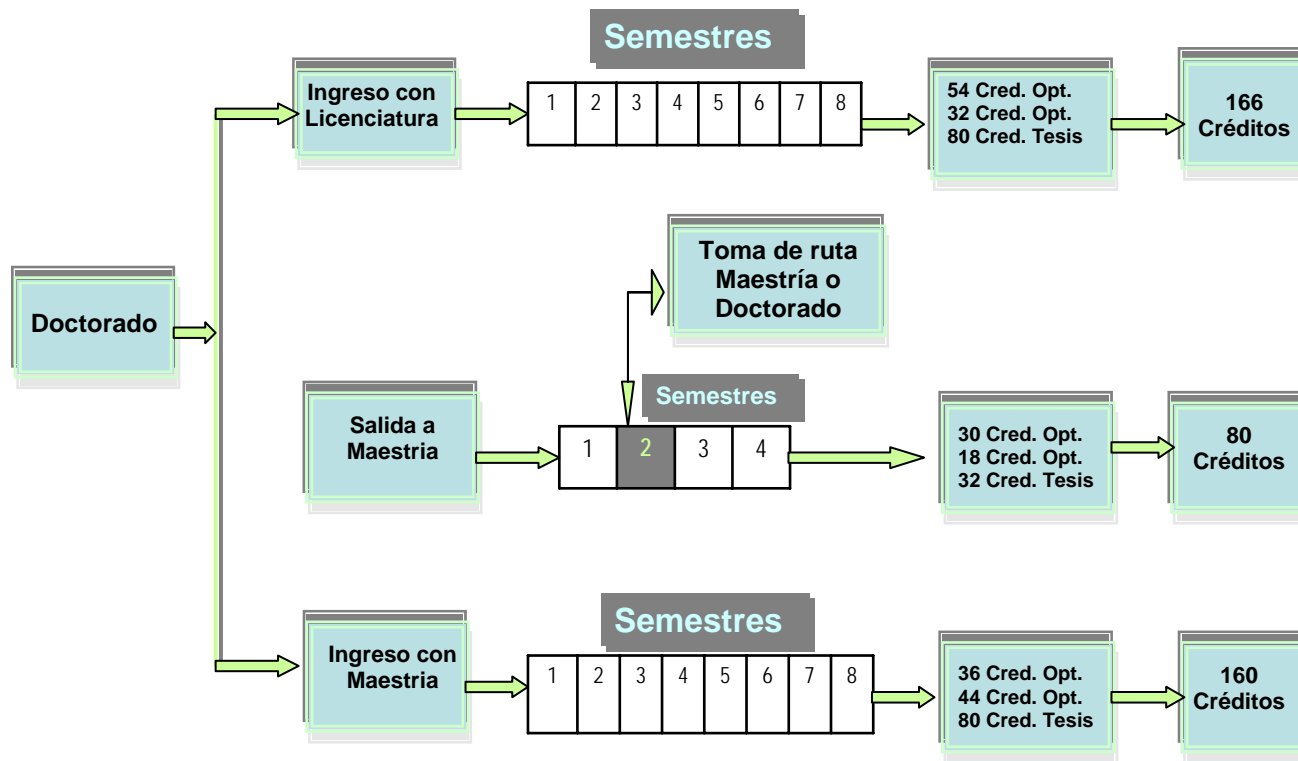 Semestres
Ingreso con
Licenciatura
1 2 3 4 5 6 7 8
54 Cred. Opt.
32 Cred. Opt.
80 Cred. Tesis
166
Créditos
Toma de ruta
Maestría o
Doctorado
Doctorado
Semestres
Salida a
Maestria
1 2 3 4
30 Cred. Opt.
18 Cred. Opt.
32 Cred. Tesis
80
Créditos
Semestres
Ingreso con
Maestria
1 2 3 4 5 6 7 8
36 Cred. Opt.
44 Cred. Opt.
80 Cred. Tesis
160
Créditos